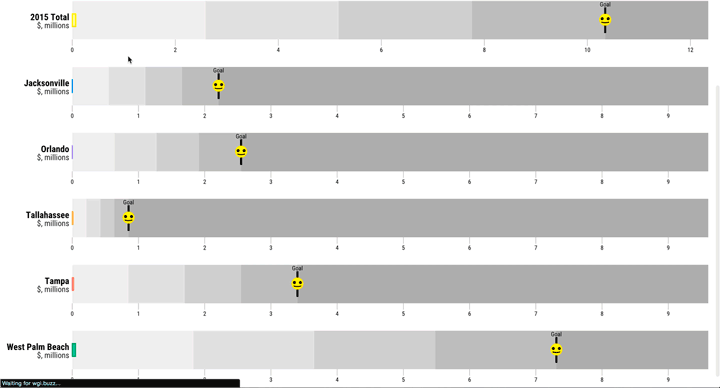 Goal
2015 Total
$, millions
0 2 4 6 8 10 12
Goal
Jacksonville
$, millions
0 1 2 3 4 5 6 7 8 9
Goal
Orlando
$, millions
0 1 2 3 4 5 6 7 8 9
Goal
Tallahassee
$, millions
0 1 2 3 4 5 6 7 8 9
Goal
Tampa
$, millions
0 1 2 3 4 5 6 7 8 9
Goal
West Palm Beach
$, millions
3 4 5 6 7 8 9
Waiting for wgi.buzz...